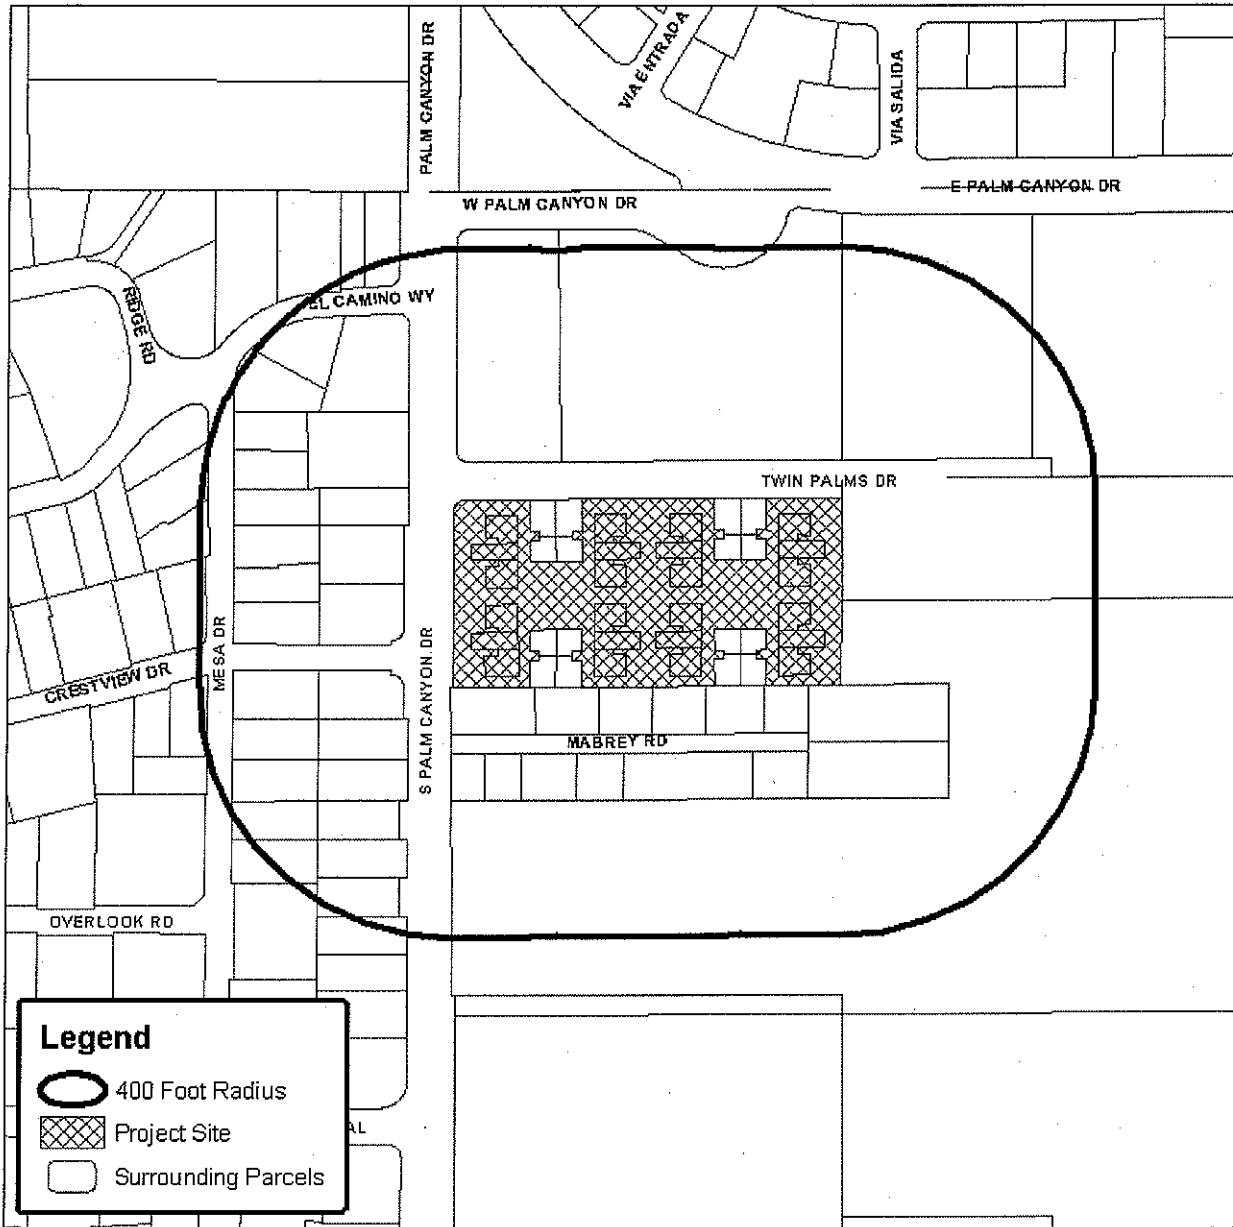 PALM CANYON DR
VIA ENTRADA
VIA SALIDA
E PALM CANYON DR
W PALM CANYON DR
EL CAMINO WY
RIDGE RD
TWIN PALMS DR
MESA DR
CRESTVIEW DR
S PALM CANYON DR
MABREY RD
OVERLOOK RD
Legend
400 Foot Radius
Project Site
AL
Surrounding Parcels